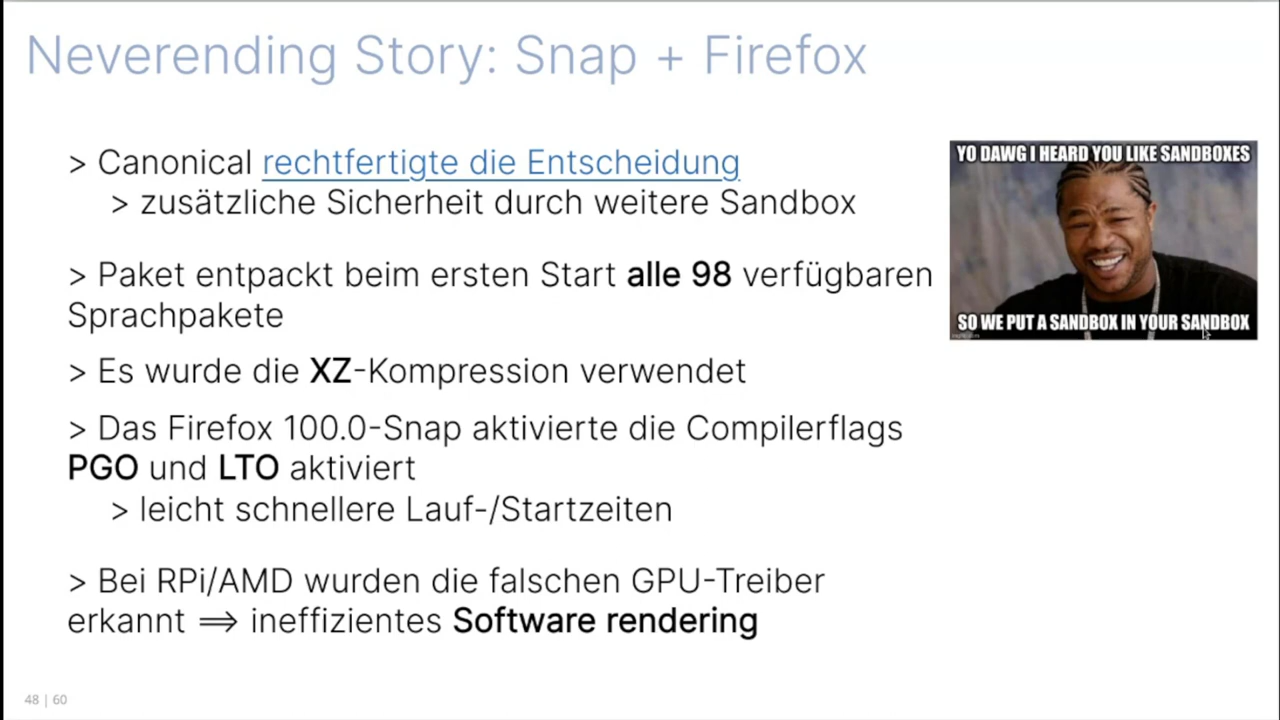 Neverending Story: Snap + Firefox
> Canonical rechtfertigte die Entscheidung
> zusätzliche Sicherheit durch weitere Sandbox
> Paket entpackt beim ersten Start alle 98 verfügbaren
Sprachpakete
> Es wurde die XZ-Kompression verwendet
> Das Firefox 100.0-Snap aktivierte die Compilerflags
PGO und LTO aktiviert
> leicht schnellere Lauf-/Startzeiten
> Bei RPi/AMD wurden die falschen GPU-Treiber
erkannt ⟹ ineffizientes Software rendering
YO DAWG I HEARD YOU LIKE SANDBOXES
SO WE PUT A SANDBOX IN YOUR SANDBOX
48 | 60